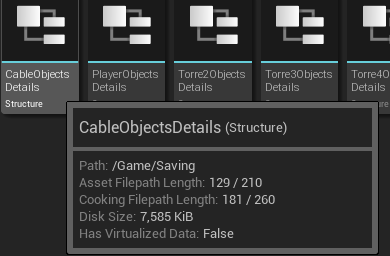 CableObjects
Details
Structure
PlayerObjects
Details
Torre2Objects
Details
Torre3Objects
Details
Torre4O
Details
CableObjectsDetails (Structure)
Path: /Game/Saving
Asset Filepath Length: 129 / 210
Cooking Filepath Length: 181 / 260
Disk Size: 7,585 KiB
Has Virtualized Data: False